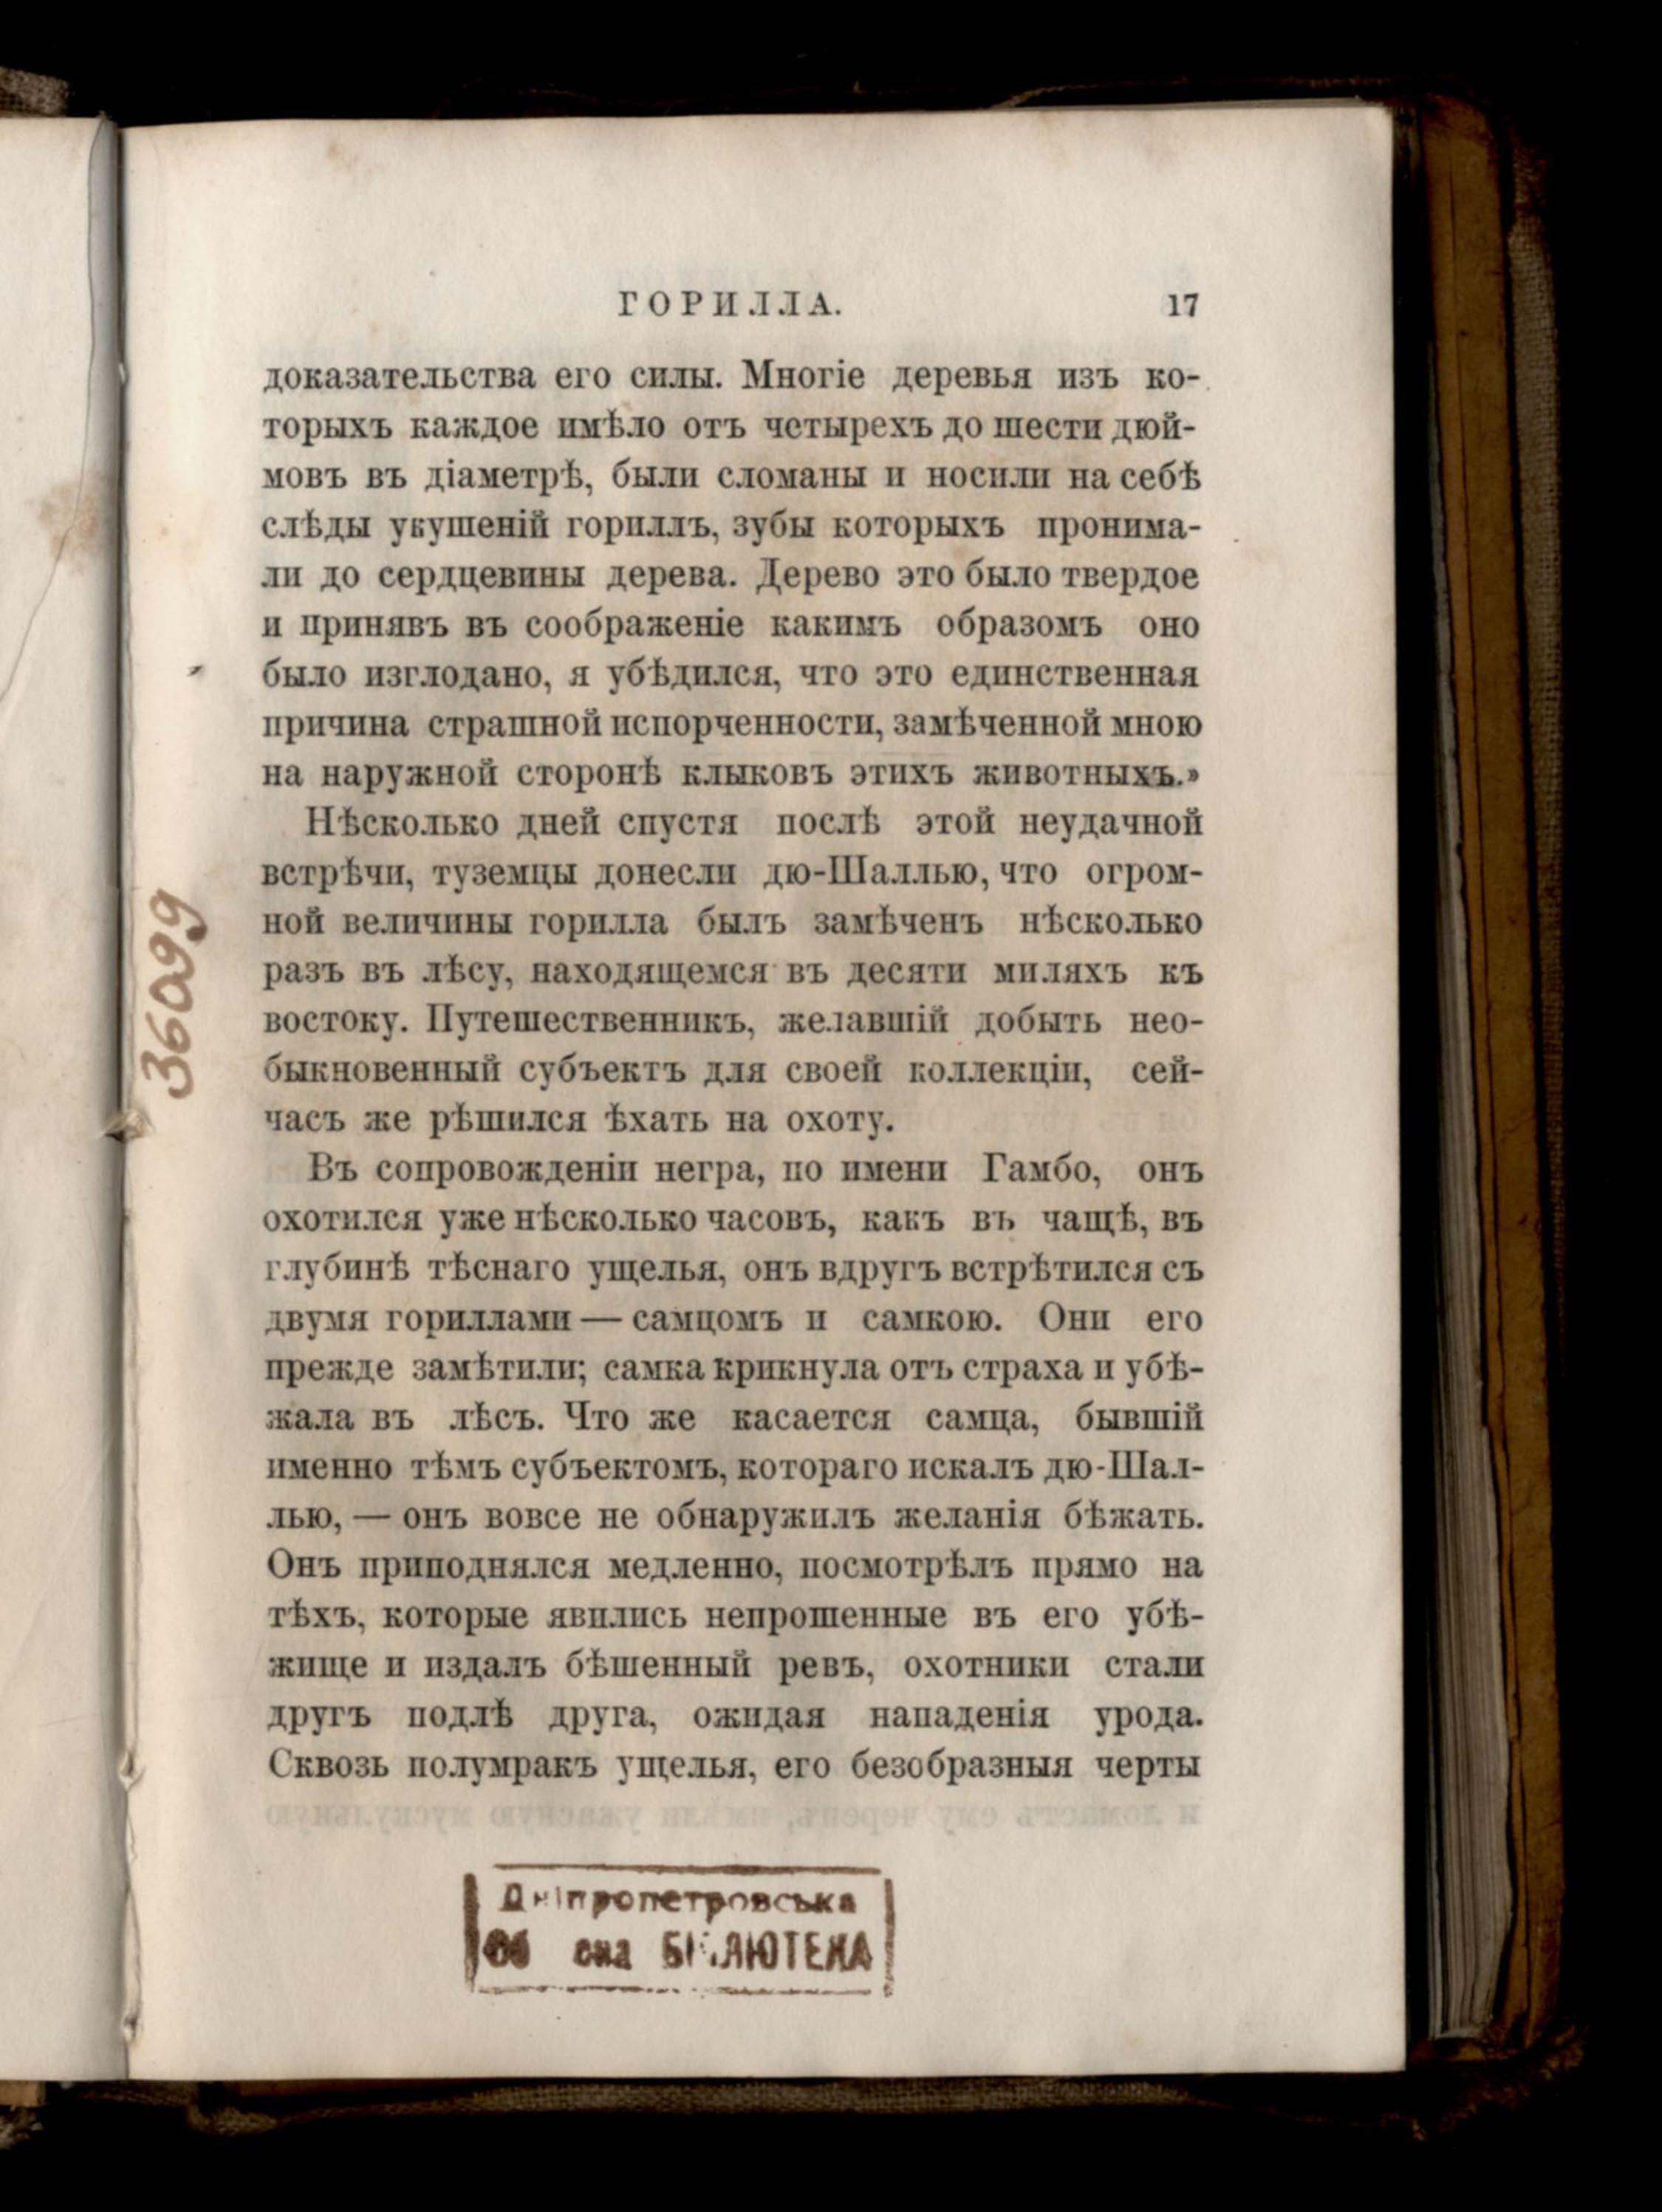 ГОРИЛЛА. 17
доказательства его силы. Многіе деревья изъ ко-
торыхъ каждое имѣло отъ четырехъ до шести дюй-
мовъ въ діаметрѣ, были сломаны и носили на себѣ
слѣды укушеній гориллъ, зубы которыхъ пронима-
ли до сердцевины дерева. Дерево это было твердое
и принявъ въ соображеніе какимъ образомъ оно
было изглодано, я убѣдился, что это единственная
причина страшной испорченности, замѣченной мною
на наружной сторонѣ клыковъ этихъ животныхъ.»
Нѣсколько дней спустя послѣ этой неудачной
встрѣчи, туземцы донесли дю-Шаллью, что огром-
ной величины горилла былъ замѣченъ нѣсколько
разъ въ лѣсу, находящемся въ десяти миляхъ къ
востоку. Путешественникъ, желавшій добыть нео-
быкновенный субъектъ для своей коллекціи, сей-
часъ же рѣшился ѣхать на охоту.
Въ сопровожденіи негра, по имени Гамбо, онъ
охотился уже нѣсколько часовъ, какъ въ чащѣ, въ
глубинѣ тѣснаго ущелья, онъ вдругъ встрѣтился съ
двумя гориллами — самцомъ и самкою. Они его
прежде замѣтили; самка крикнула отъ страха и убѣ-
жала въ лѣсъ. Что же касается самца, бывшій
именно тѣмъ субъектомъ, котораго искалъ дю-Шал-
лью, — онъ вовсе не обнаружилъ желанія бѣжать.
Онъ приподнялся медленно, посмотрѣлъ прямо на
тѣхъ, которые явились непрошенные въ его убѣ-
жище и издалъ бѣшенный ревъ, охотники стали
другъ подлѣ друга, ожидая нападенія урода.
Сквозь полумракъ ущелья, его безобразныя черты
36099
Дніпропетровська
БІБЛІОТЕКА